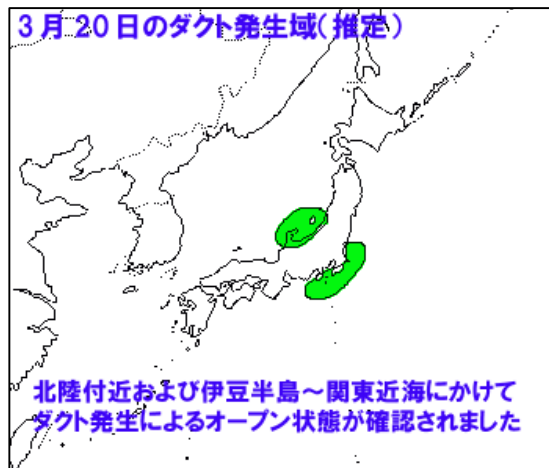 3月20日のダクト発生域(推定)
北陸付近および伊豆半島～関東近海にかけて
ダクト発生によるオープン状態が確認されました